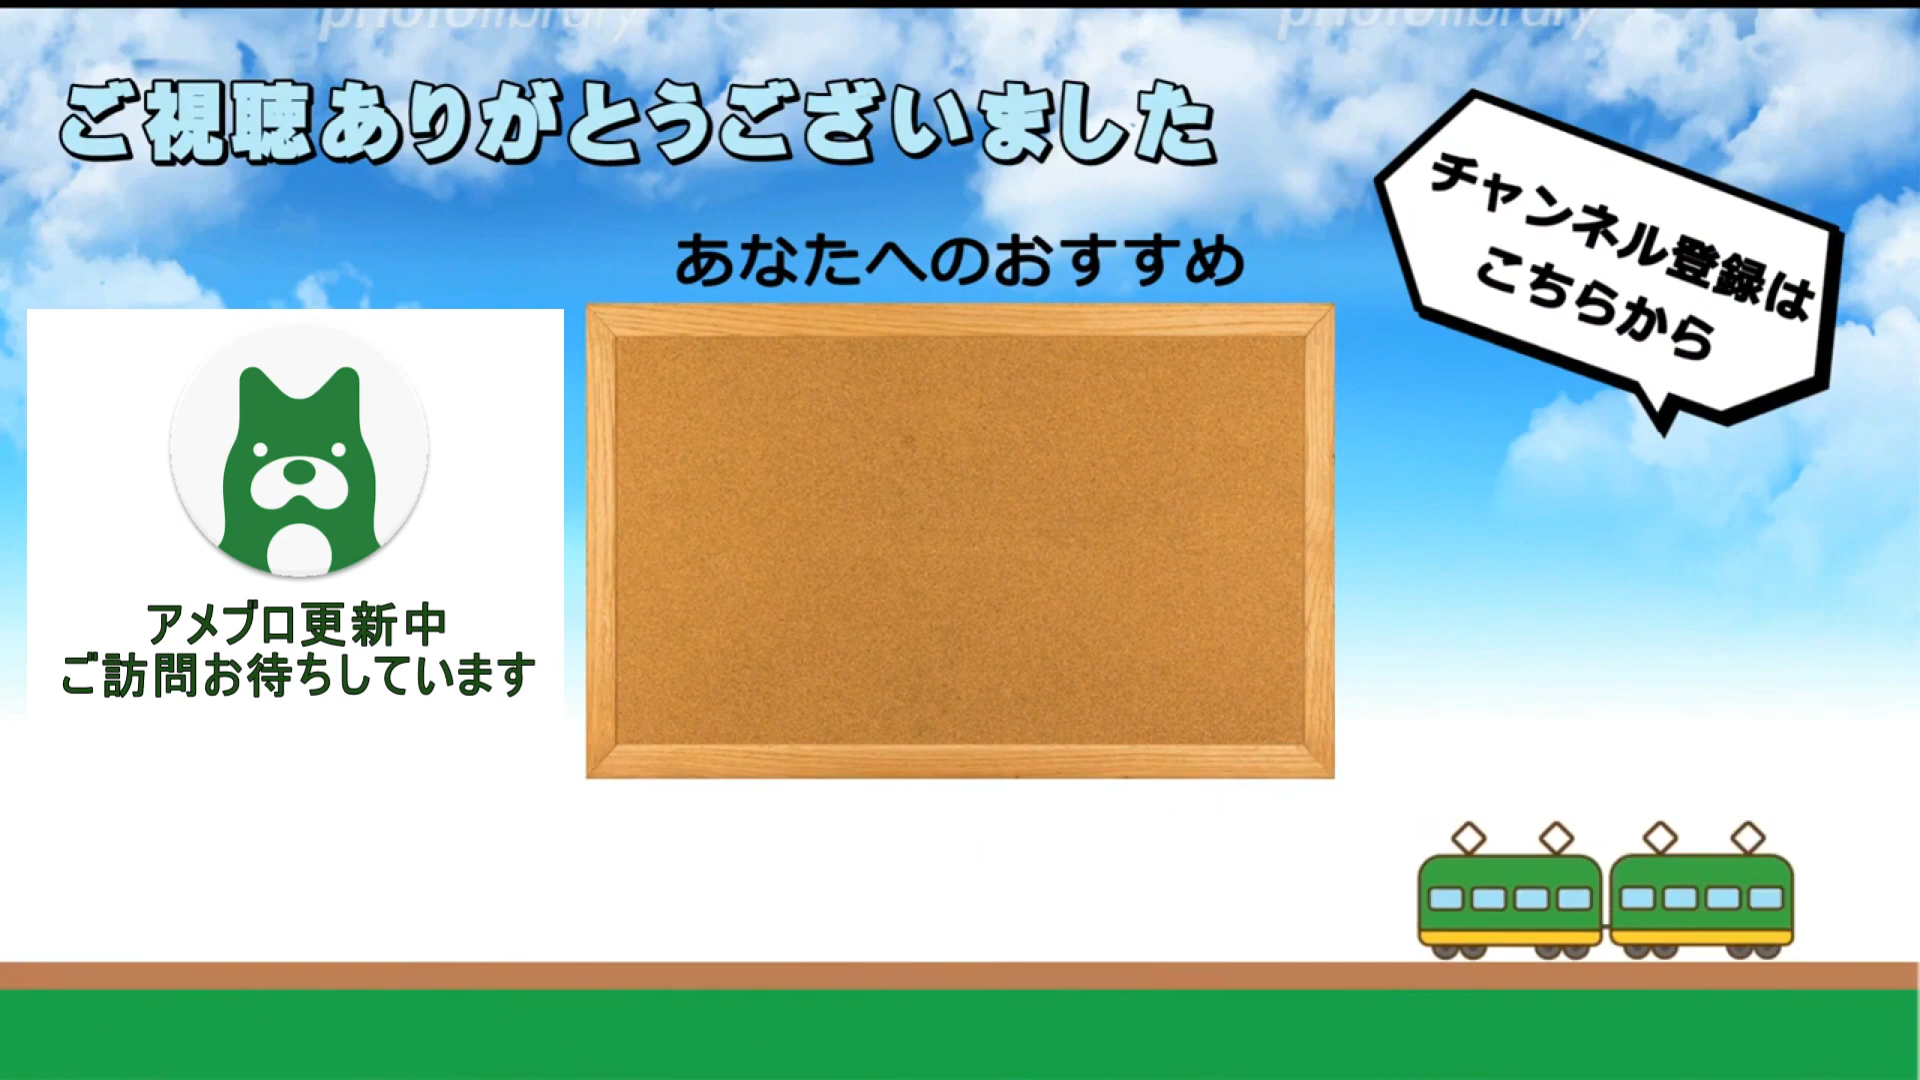 photolibrary
photolibrary
ご視聴ありがとうございました
あなたへのおすすめ
チャンネル登録は
こちらから
アメブロ更新中
ご訪問お待ちしています